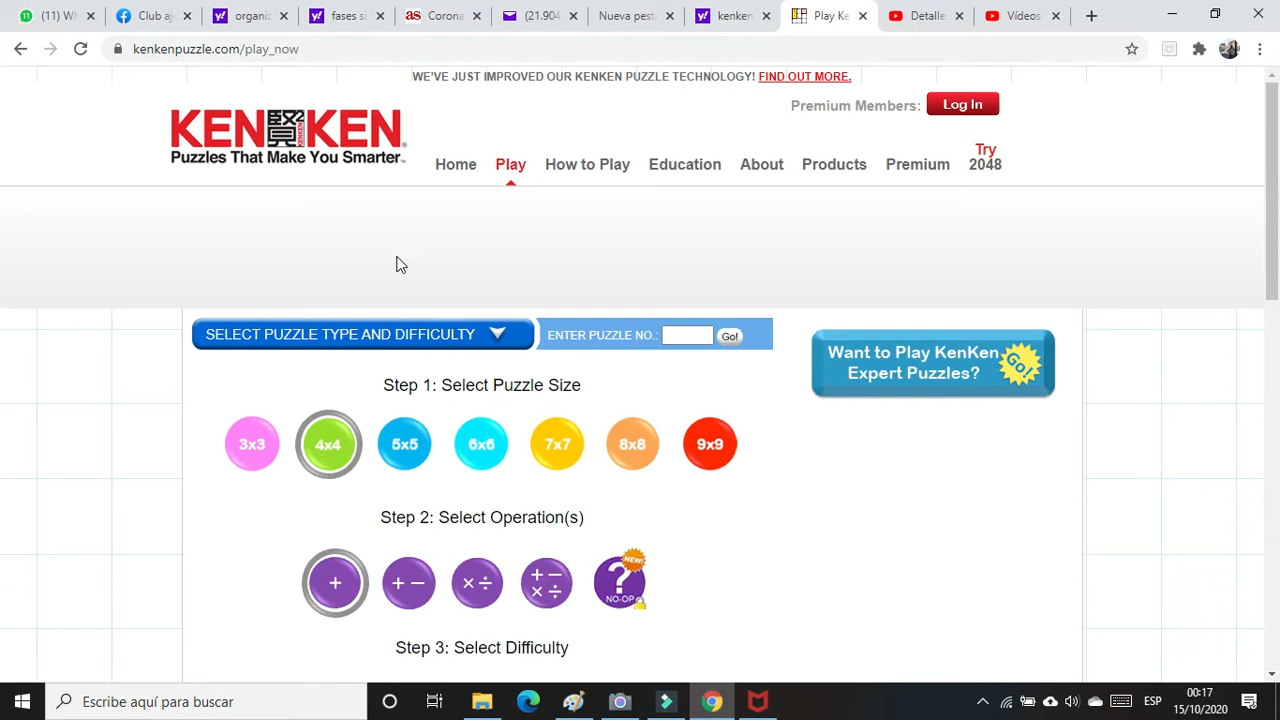 (11) Wh
Facebook aj
organiz
fases si
as Corona
(21.904
Nueva pest
kenken
Play Ke
Detalle
Vídeos
kenkenpuzzle.com/play_now
WE'VE JUST IMPROVED OUR KENKEN PUZZLE TECHNOLOGY! FIND OUT MORE.
Premium Members: Log In
KENKEN
Puzzles That Make You Smarter™
Home Play How to Play Education About Products Premium Try 2048
SELECT PUZZLE TYPE AND DIFFICULTY
ENTER PUZZLE NO.: Go!
Want to Play KenKen Expert Puzzles? Go!
Step 1: Select Puzzle Size
3x3 4x4 5x5 6x6 7x7 8x8 9x9
Step 2: Select Operation(s)
+ + − × ÷ + − × ÷ ? NO-OP NEW!
Step 3: Select Difficulty
Escribe aquí para buscar
ESP
00:17
15/10/2020